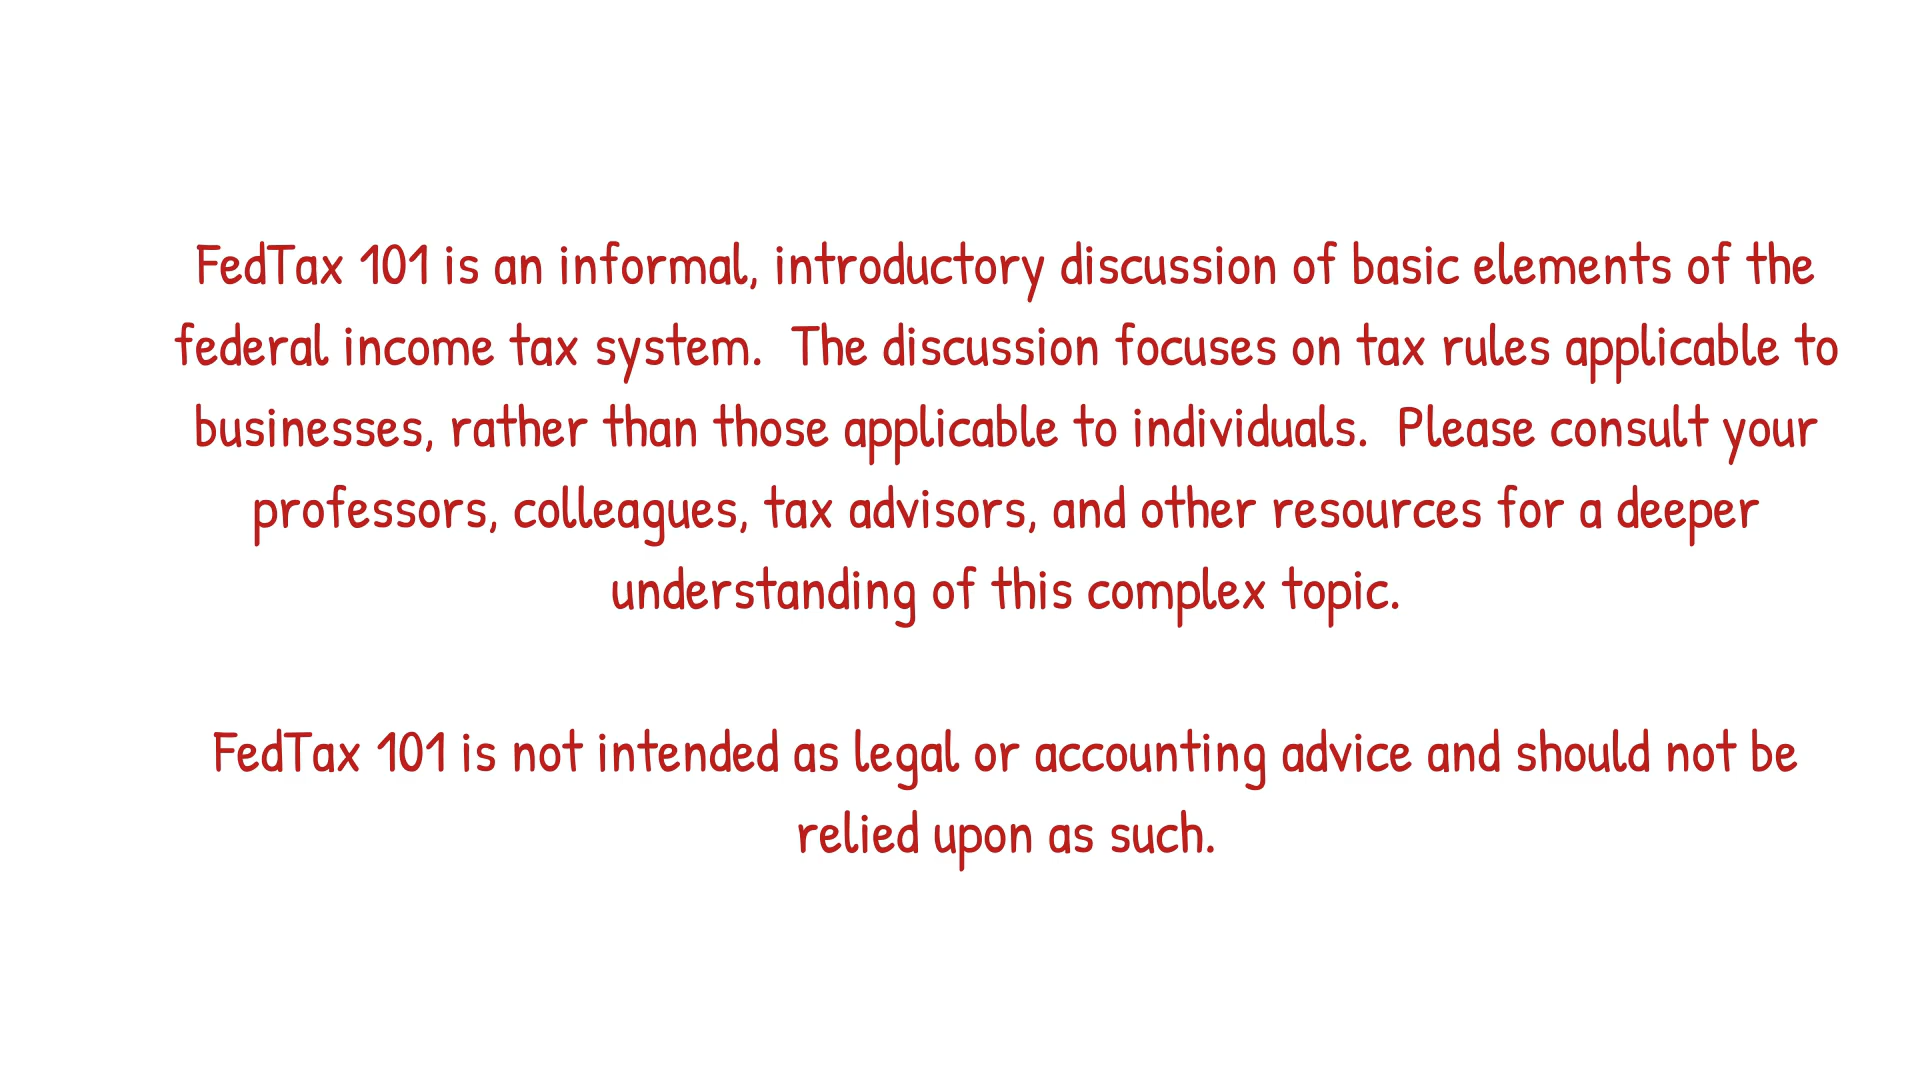 FedTax 101 is an informal, introductory discussion of basic elements of the
federal income tax system.  The discussion focuses on tax rules applicable to
businesses, rather than those applicable to individuals.  Please consult your
professors, colleagues, tax advisors, and other resources for a deeper
understanding of this complex topic.
FedTax 101 is not intended as legal or accounting advice and should not be
relied upon as such.